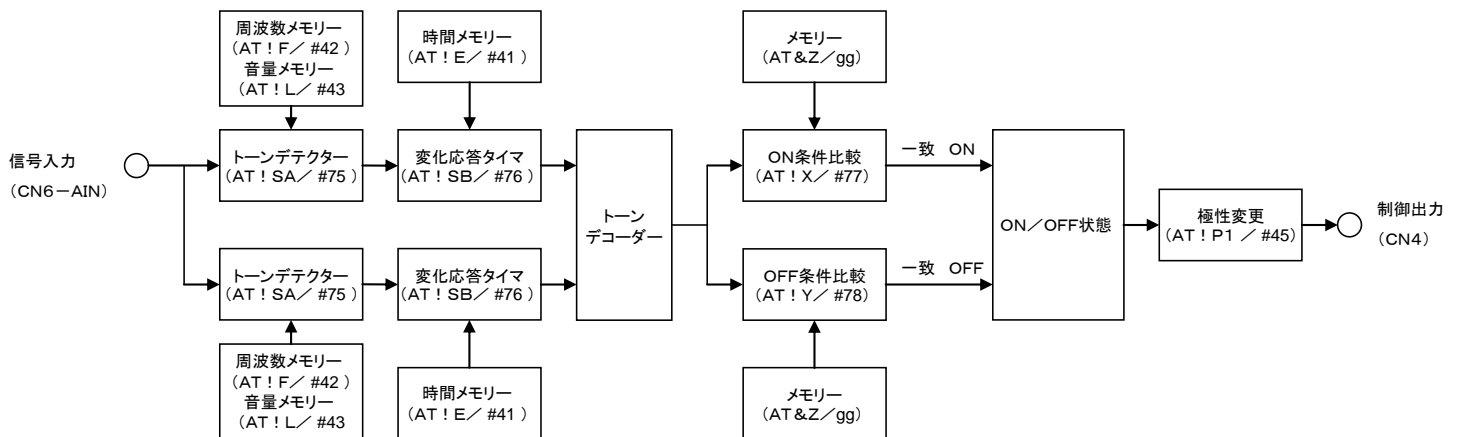 周波数メモリー
（AT！F／ #42 ）
音量メモリー
（AT！L／ #43
時間メモリー
（AT！E／ #41 ）
メモリー
（AT＆Z／gg）
信号入力
（CN6－AIN）
トーンデテクター
（AT！SA／ #75 ）
変化応答タイマ
（AT！SB／ #76 ）
トーン
デコーダー
ON条件比較
（AT！X／ #77）
一致 ON
ON／OFF状態
極性変更
（AT！P1 ／ #45）
制御出力
（CN4）
トーンデテクター
（AT！SA／ #75 ）
変化応答タイマ
（AT！SB／ #76 ）
OFF条件比較
（AT！Y／ #78）
一致 OFF
周波数メモリー
（AT！F／ #42 ）
音量メモリー
（AT！L／ #43
時間メモリー
（AT！E／ #41 ）
メモリー
（AT＆Z／gg）